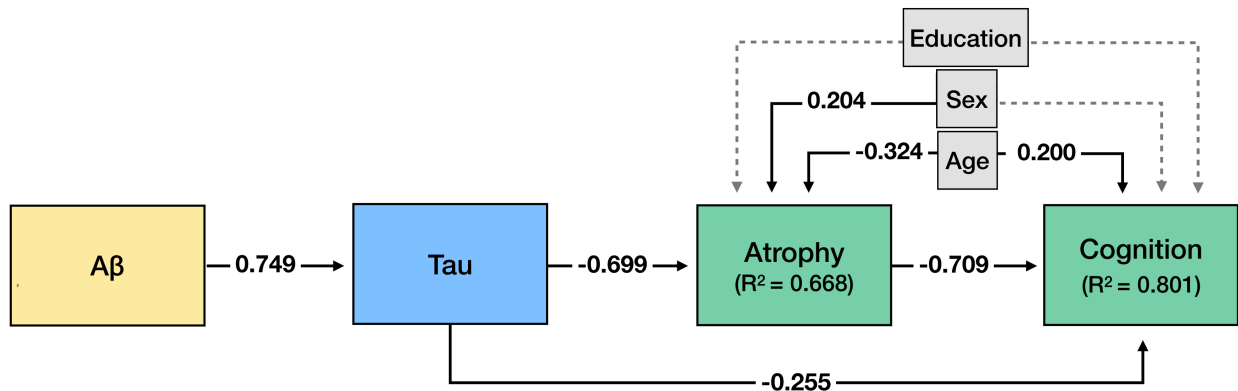 Education
0.204
Sex
-0.324
Age
0.200
Aβ
0.749
Tau
-0.699
Atrophy
(R² = 0.668)
-0.709
Cognition
(R² = 0.801)
-0.255